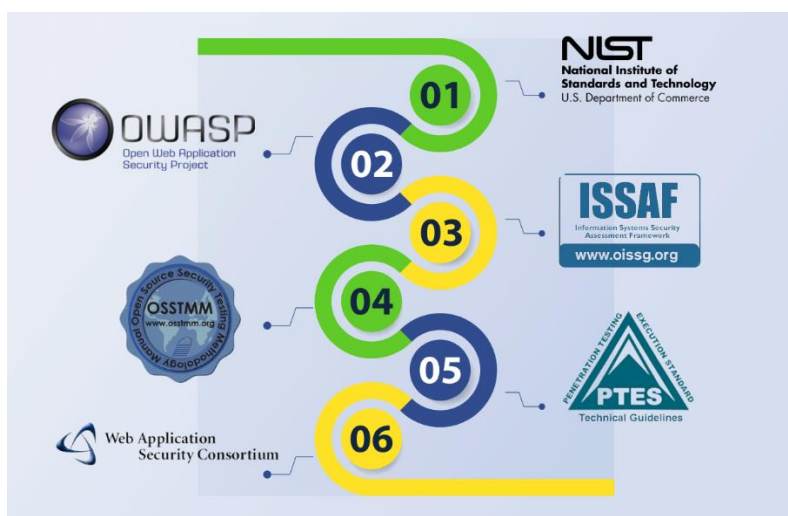 01
NIST
National Institute of
Standards and Technology
U.S. Department of Commerce
OWASP
Open Web Application
Security Project
02
03
ISSAF
Information Systems Security
Assessment Framework
www.oissg.org
Open Source Security Testing Methodology Manual
OSSTMM
www.osstmm.org
04
05
PENETRATION TESTING
EXECUTION STANDARD
PTES
Technical Guidelines
Web Application
Security Consortium
06